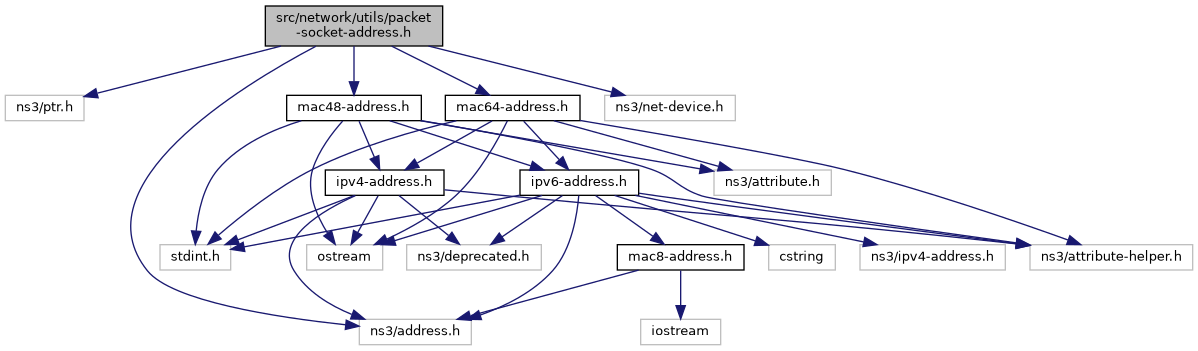 src/network/utils/packet
-socket-address.h
ns3/ptr.h
mac48-address.h
mac64-address.h
ns3/net-device.h
ipv4-address.h
ipv6-address.h
ns3/attribute.h
stdint.h
ostream
ns3/deprecated.h
mac8-address.h
cstring
ns3/ipv4-address.h
ns3/attribute-helper.h
ns3/address.h
iostream